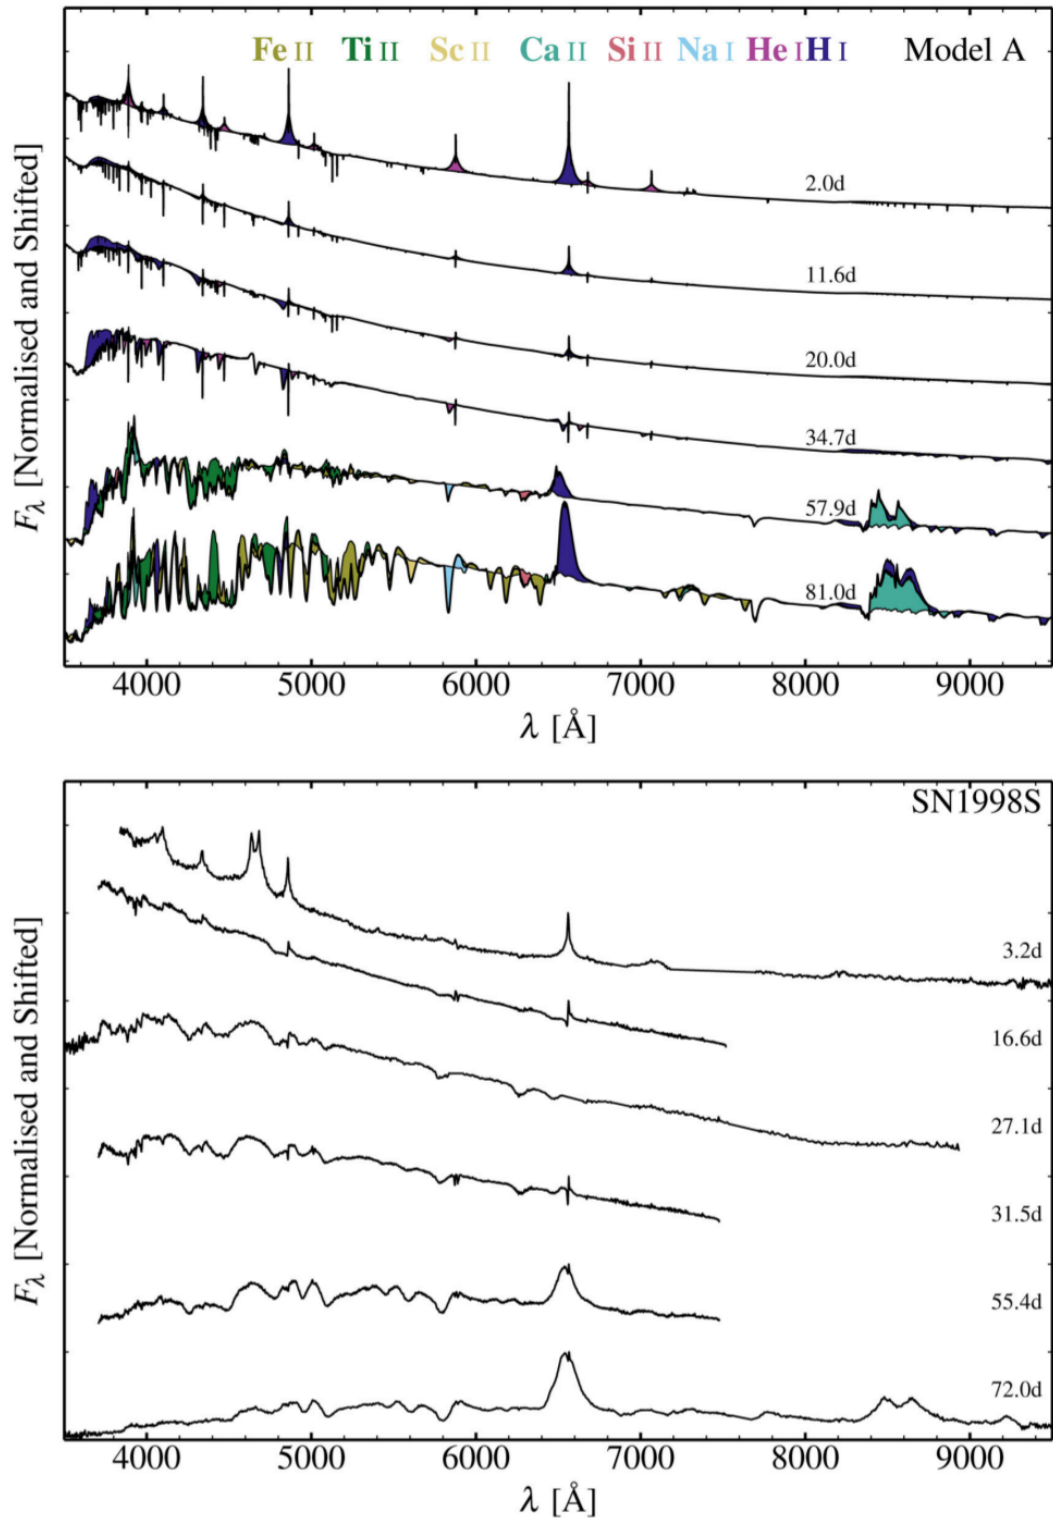 Fe II Ti II Sc II Ca II Si II Na I He I H I Model A
F_λ [Normalised and Shifted]
2.0d
11.6d
20.0d
34.7d
57.9d
81.0d
4000 5000 6000 7000 8000 9000
λ [Å]
SN1998S
F_λ [Normalised and Shifted]
3.2d
16.6d
27.1d
31.5d
55.4d
72.0d
4000 5000 6000 7000 8000 9000
λ [Å]